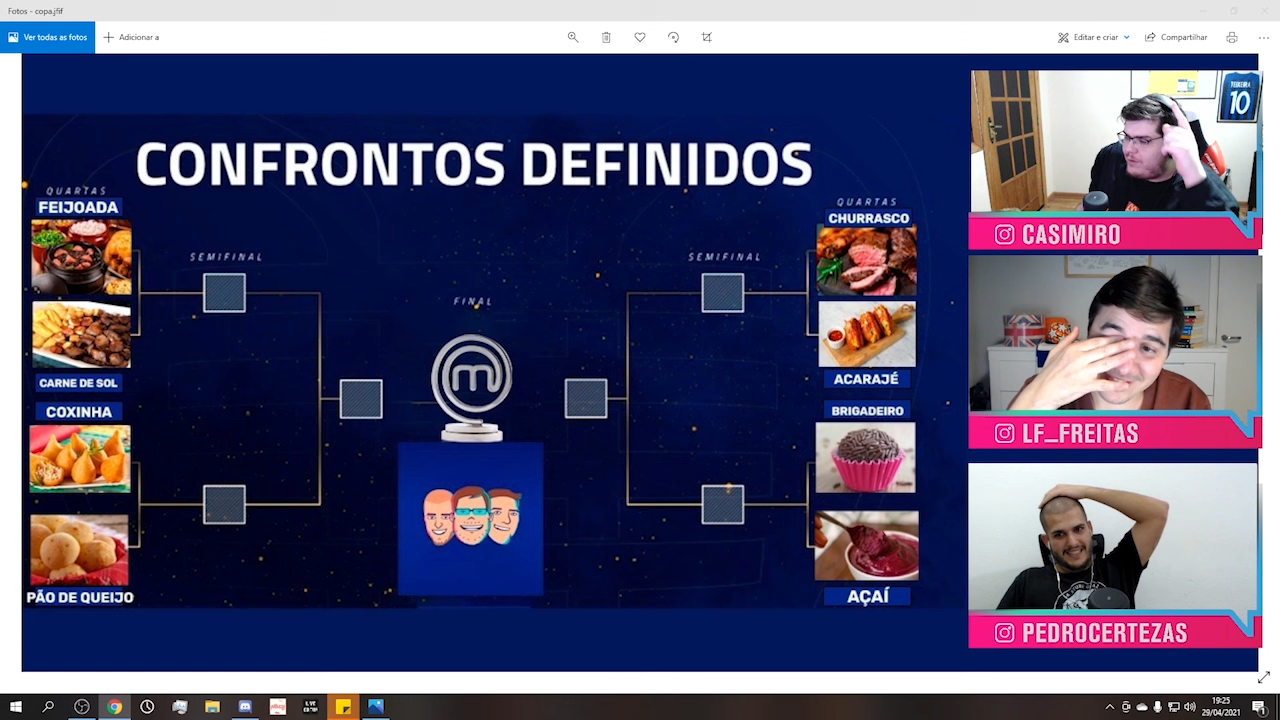 Fotos - copa.jfif
Ver todas as fotos
Adicionar a
Editar e criar
Compartilhar
CONFRONTOS DEFINIDOS
QUARTAS
FEIJOADA
SEMIFINAL
CARNE DE SOL
COXINHA
PÃO DE QUEIJO
FINAL
m
QUARTAS
CHURRASCO
SEMIFINAL
ACARAJÉ
BRIGADEIRO
AÇAÍ
TEIXEIRA
10
CASIMIRO
LF_FREITAS
PEDROCERTEZAS
19:25
29/04/2021